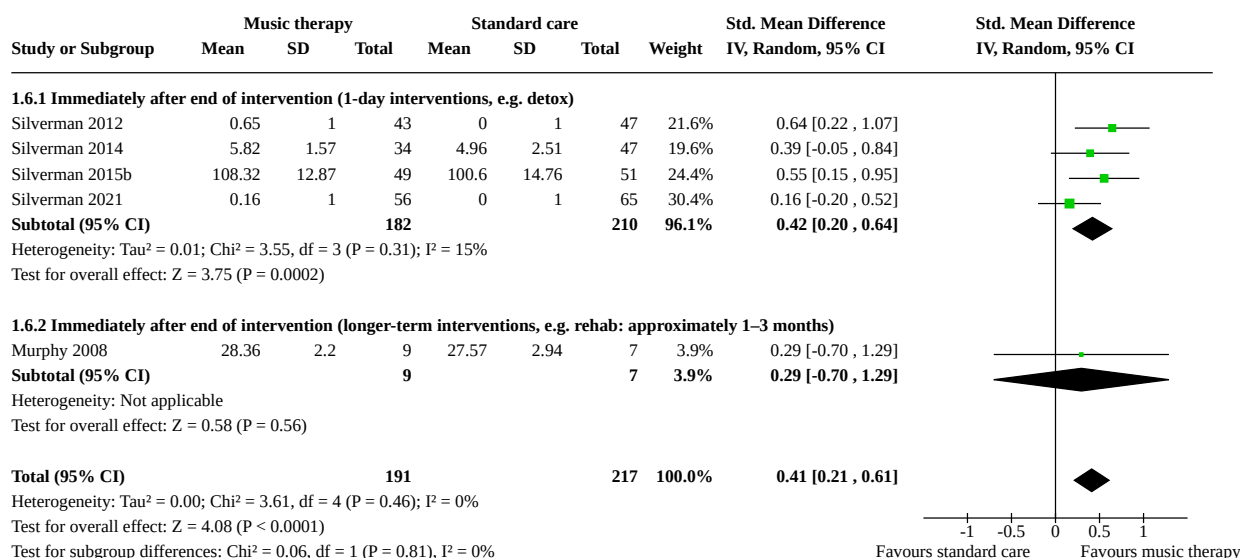 Music therapy Standard care Std. Mean Difference Std. Mean Difference
Study or Subgroup Mean SD Total Mean SD Total Weight IV, Random, 95% CI IV, Random, 95% CI
1.6.1 Immediately after end of intervention (1-day interventions, e.g. detox)
Silverman 2012 0.65 1 43 0 1 47 21.6% 0.64 [0.22 , 1.07]
Silverman 2014 5.82 1.57 34 4.96 2.51 47 19.6% 0.39 [-0.05 , 0.84]
Silverman 2015b 108.32 12.87 49 100.6 14.76 51 24.4% 0.55 [0.15 , 0.95]
Silverman 2021 0.16 1 56 0 1 65 30.4% 0.16 [-0.20 , 0.52]
Subtotal (95% CI) 182 210 96.1% 0.42 [0.20 , 0.64]
Heterogeneity: Tau² = 0.01; Chi² = 3.55, df = 3 (P = 0.31); I² = 15%
Test for overall effect: Z = 3.75 (P = 0.0002)
1.6.2 Immediately after end of intervention (longer-term interventions, e.g. rehab: approximately 1–3 months)
Murphy 2008 28.36 2.2 9 27.57 2.94 7 3.9% 0.29 [-0.70 , 1.29]
Subtotal (95% CI) 9 7 3.9% 0.29 [-0.70 , 1.29]
Heterogeneity: Not applicable
Test for overall effect: Z = 0.58 (P = 0.56)
Total (95% CI) 191 217 100.0% 0.41 [0.21 , 0.61]
Heterogeneity: Tau² = 0.00; Chi² = 3.61, df = 4 (P = 0.46); I² = 0%
Test for overall effect: Z = 4.08 (P < 0.0001)
-1 -0.5 0 0.5 1
Test for subgroup differences: Chi² = 0.06, df = 1 (P = 0.81), I² = 0%
Favours standard care Favours music therapy